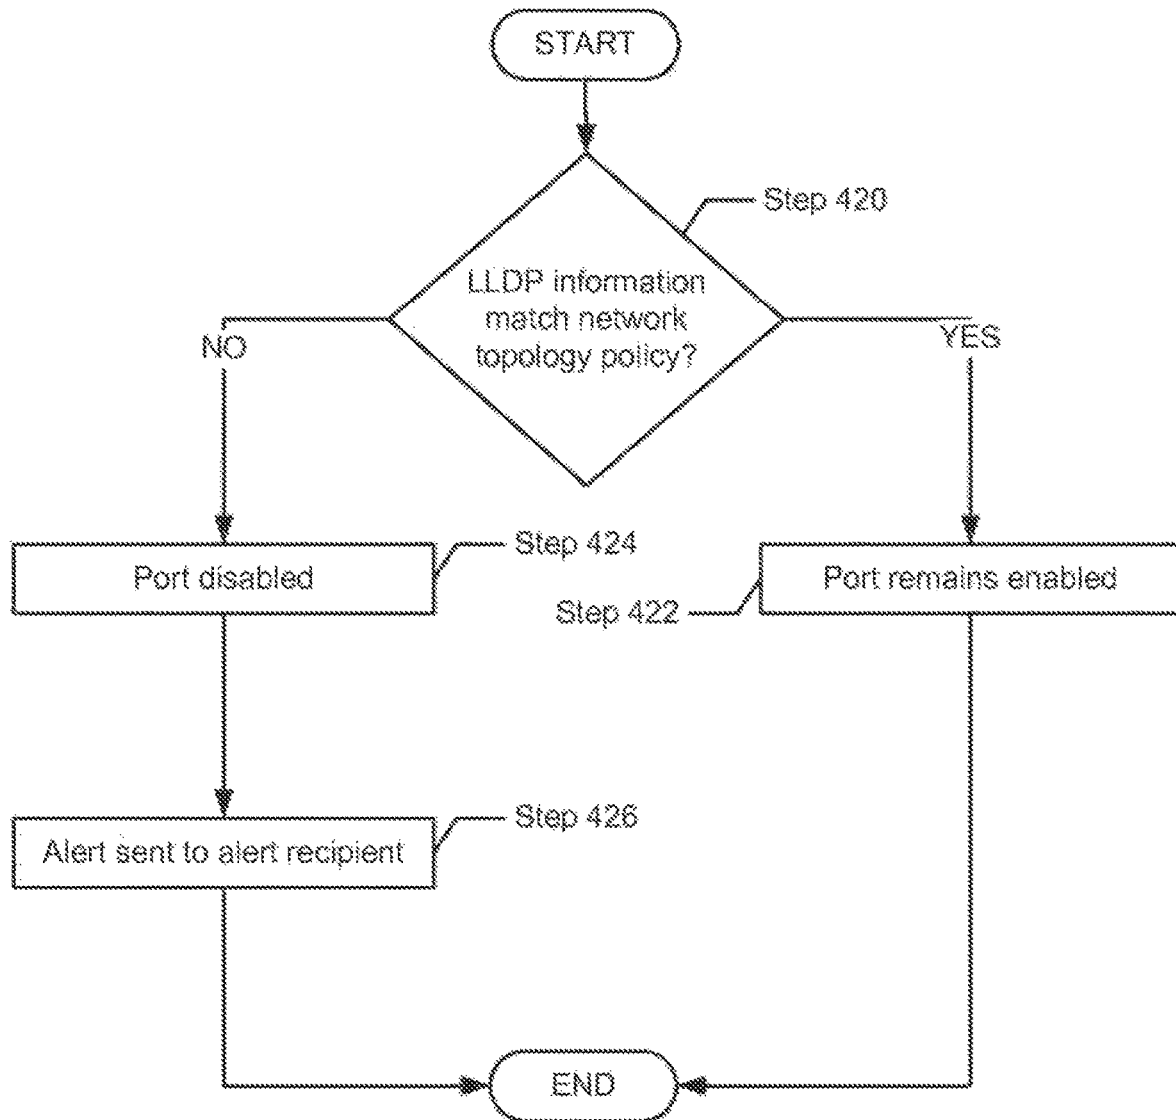 START
Step 420
LLDP information
match network
topology policy?
NO
YES
Step 424
Port disabled
Port remains enabled
Step 422
Step 426
Alert sent to alert recipient
END